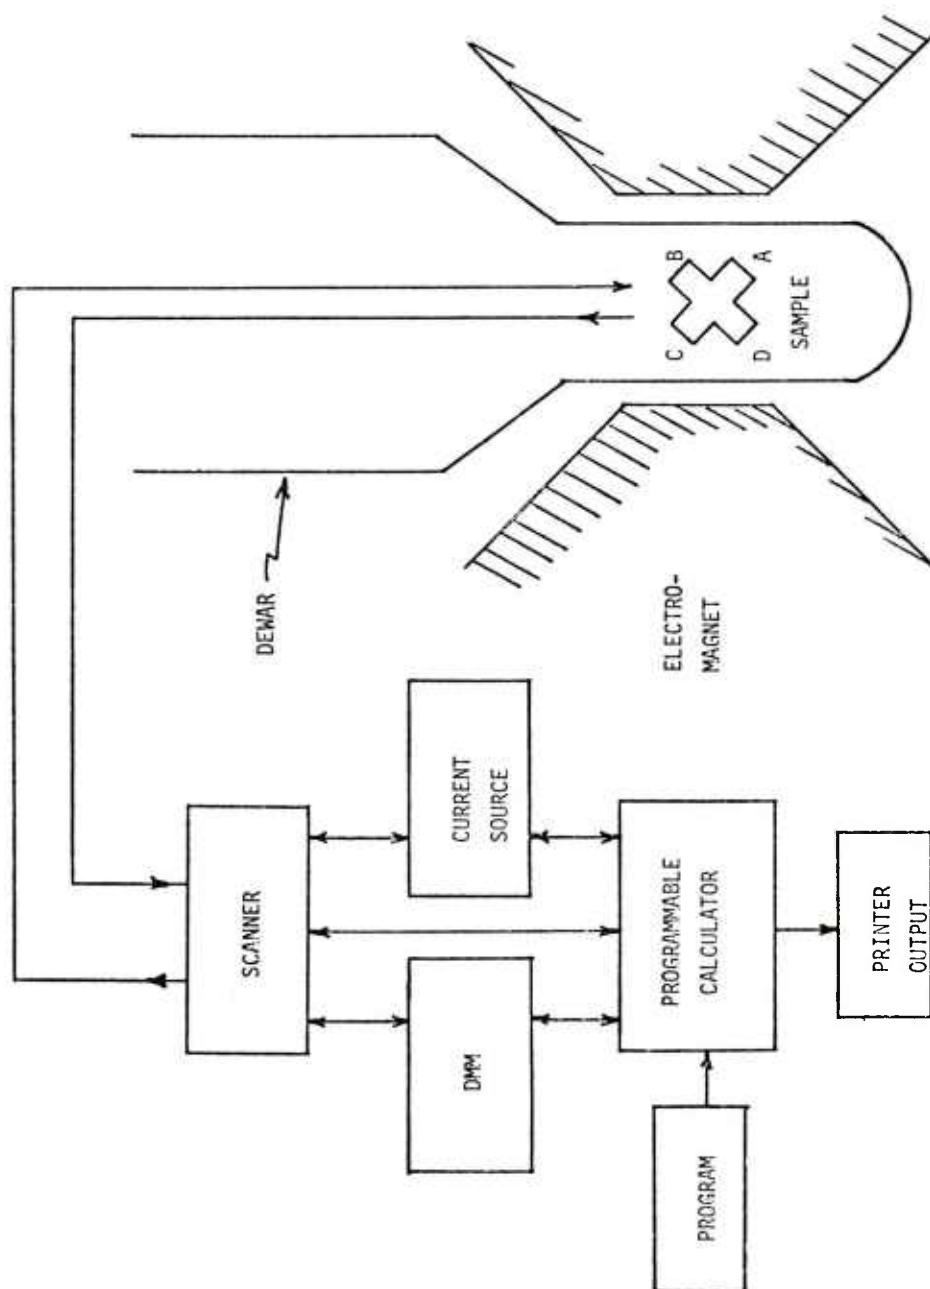 DEWAR
C
B
D
A
SAMPLE
ELECTRO-
MAGNET
SCANNER
CURRENT
SOURCE
DMM
PROGRAMMABLE
CALCULATOR
PROGRAM
PRINTER
OUTPUT